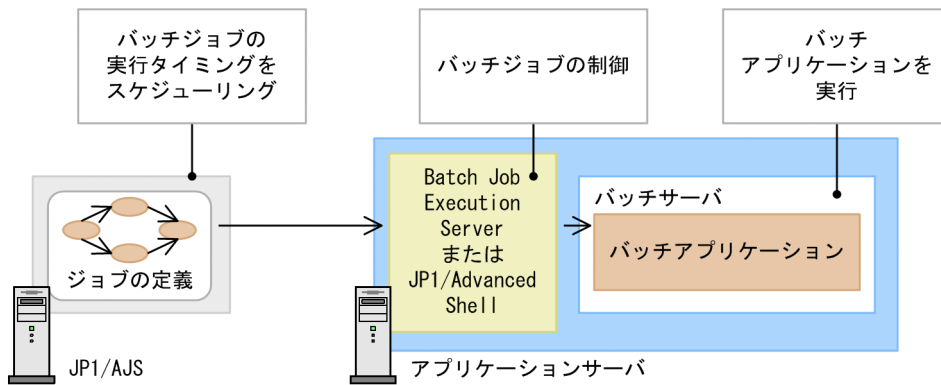 バッチジョブの
実行タイミングを
スケジューリング
バッチジョブの制御
バッチ
アプリケーションを
実行
ジョブの定義
Batch Job
Execution
Server
または
JP1/Advanced
Shell
バッチサーバ
バッチアプリケーション
JP1/AJS
アプリケーションサーバ